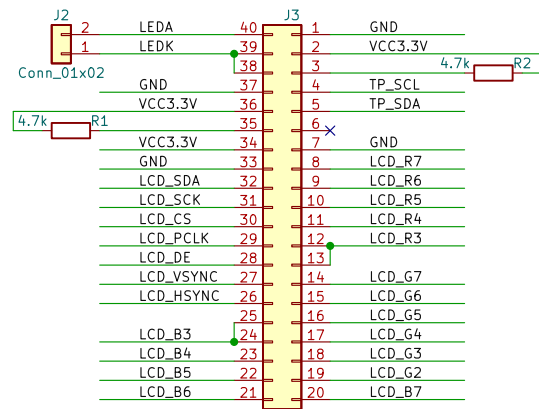 J2 J3
2 LEDA 40 1 GND
1 LEDK 39 2 VCC3.3V
Conn_01x02 38 3 4.7k R2
GND 37 4 TP_SCL
VCC3.3V 36 5 TP_SDA
4.7k R1 35 6
VCC3.3V 34 7 GND
GND 33 8 LCD_R7
LCD_SDA 32 9 LCD_R6
LCD_SCK 31 10 LCD_R5
LCD_CS 30 11 LCD_R4
LCD_PCLK 29 12 LCD_R3
LCD_DE 28 13
LCD_VSYNC 27 14 LCD_G7
LCD_HSYNC 26 15 LCD_G6
25 16 LCD_G5
LCD_B3 24 17 LCD_G4
LCD_B4 23 18 LCD_G3
LCD_B5 22 19 LCD_G2
LCD_B6 21 20 LCD_B7